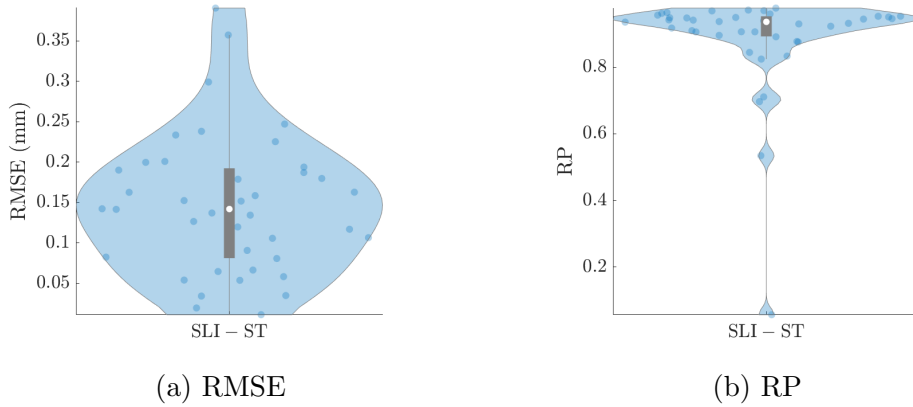 0.35
0.3
0.25
0.2
0.15
0.1
0.05
RMSE (mm)
SLI − ST
(a) RMSE
0.8
0.6
0.4
0.2
RP
SLI − ST
(b) RP